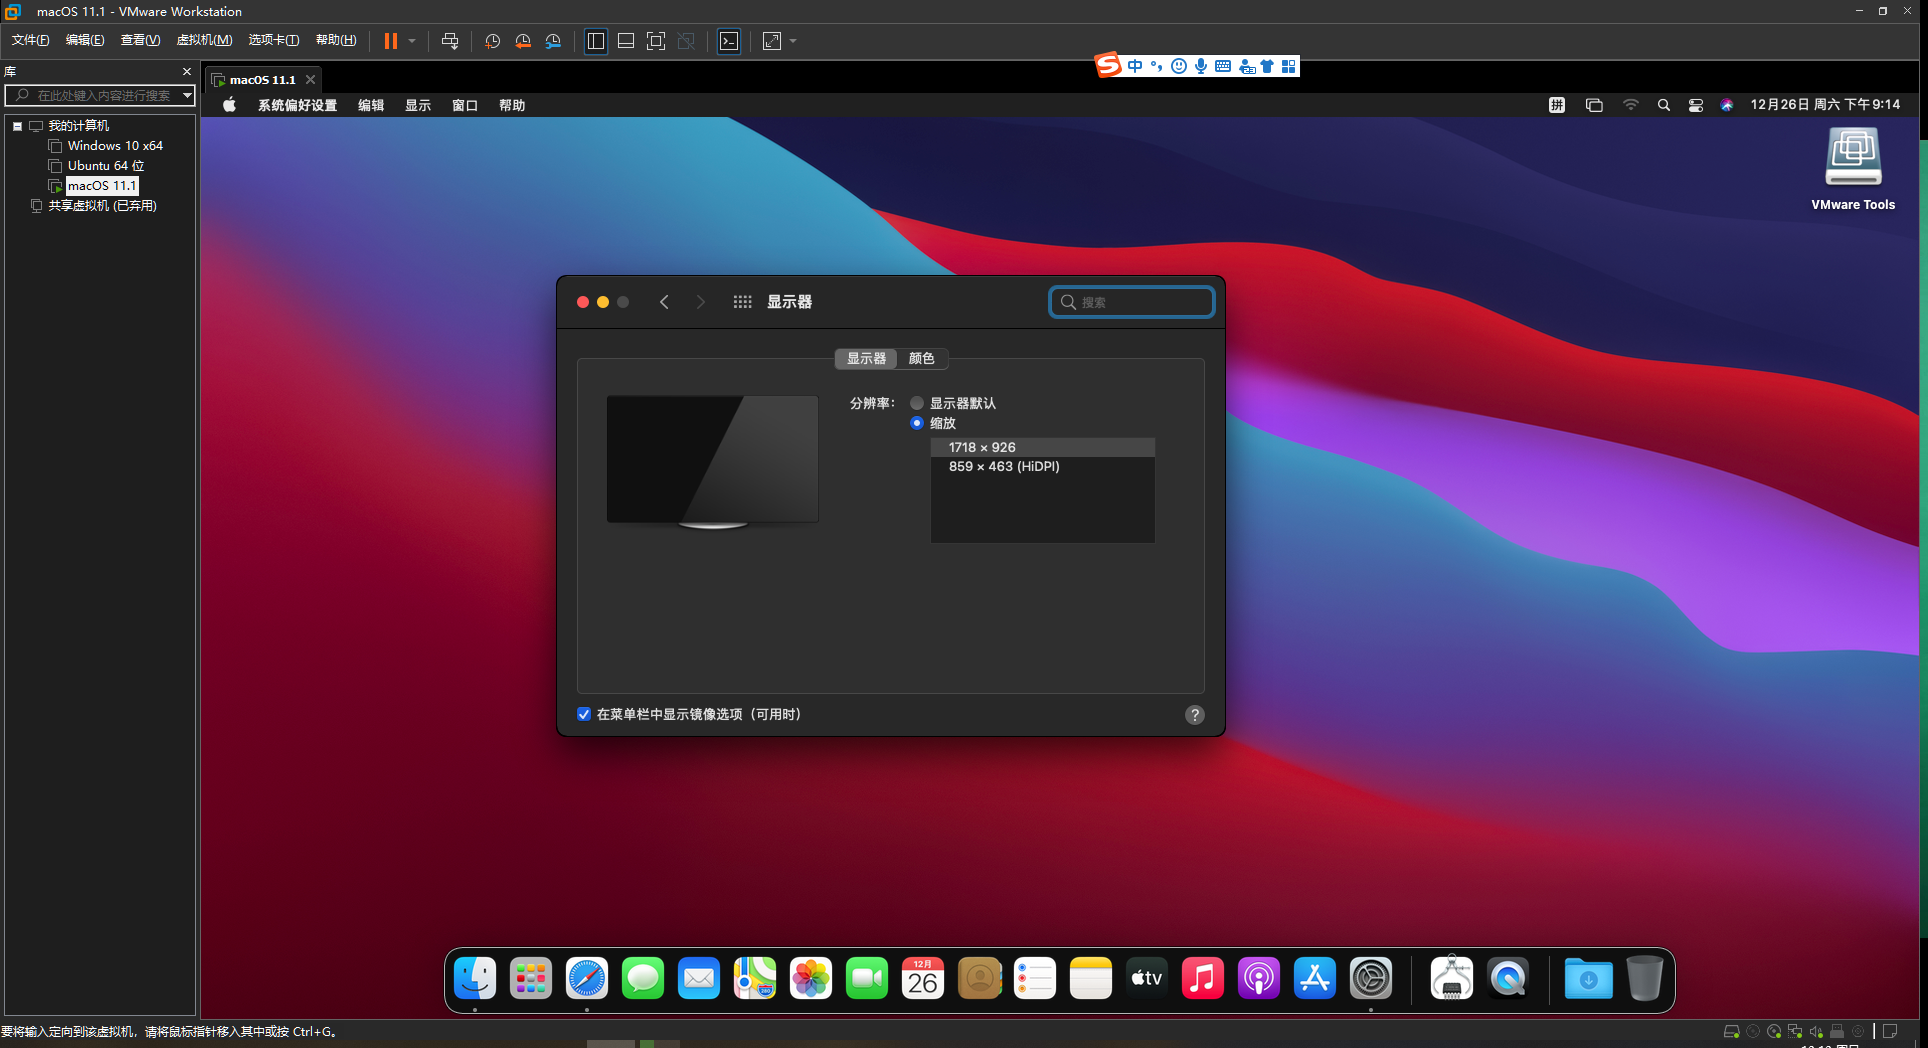 macOS 11.1 - VMware Workstation
文件(F) 编辑(E) 查看(V) 虚拟机(M) 选项卡(T) 帮助(H)
库
在此处键入内容进行搜索
我的计算机
Windows 10 x64
Ubuntu 64 位
macOS 11.1
共享虚拟机 (已弃用)
macOS 11.1
中
系统偏好设置 编辑 显示 窗口 帮助
拼
12月26日 周六 下午9:14
VMware Tools
显示器
搜索
显示器 颜色
分辨率：
显示器默认
缩放
1718 × 926
859 × 463 (HiDPI)
在菜单栏中显示镜像选项（可用时）
?
12月
26
tv
要将输入定向到该虚拟机，请将鼠标指针移入其中或按 Ctrl+G。